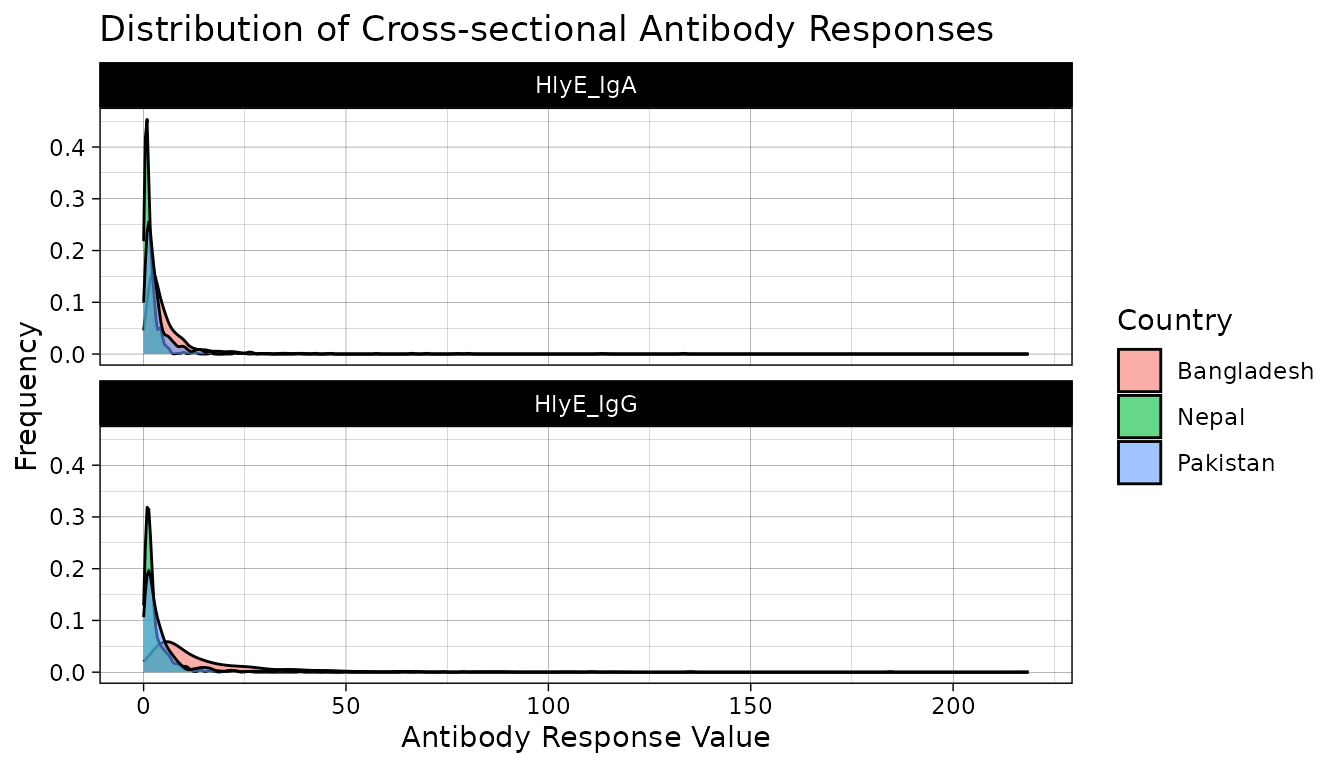 Distribution of Cross-sectional Antibody Responses
HlyE_IgA
0.4
0.3
0.2
0.1
0.0
HlyE_IgG
0.4
0.3
0.2
0.1
0.0
0 50 100 150 200
Antibody Response Value
Frequency
Country
Bangladesh
Nepal
Pakistan